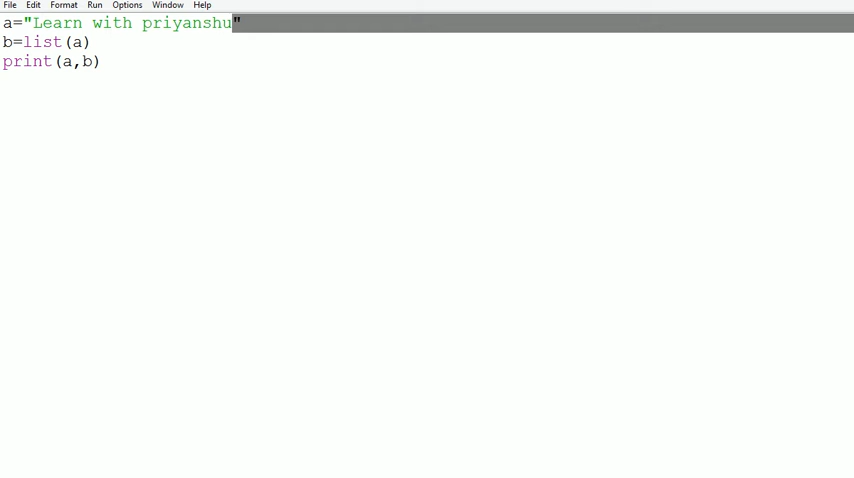 File Edit Format Run Options Window Help
a="Learn with priyanshu"
b=list(a)
print(a,b)